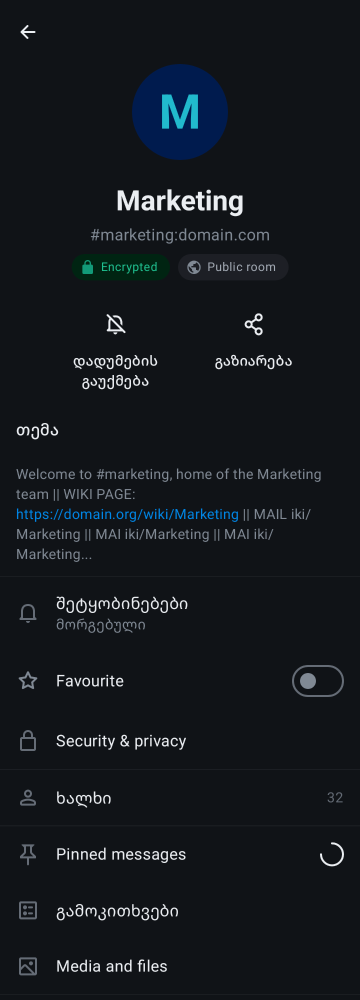 M
Marketing
#marketing:domain.com
Encrypted
Public room
დადუმების
გაუქმება
გაზიარება
თემა
Welcome to #marketing, home of the Marketing
team || WIKI PAGE:
https://domain.org/wiki/Marketing || MAIL iki/
Marketing || MAI iki/Marketing || MAI iki/
Marketing...
შეტყობინებები
მორგებული
Favourite
Security & privacy
ხალხი
32
Pinned messages
გამოკითხვები
Media and files